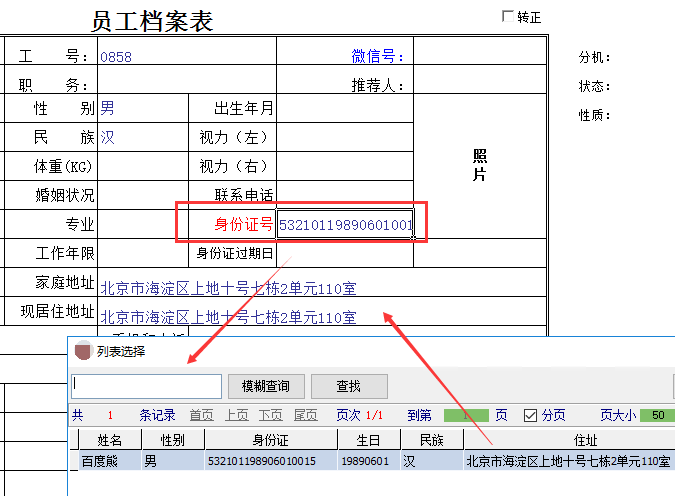 员工档案表
转正
工 号： 0858 微信号： 分机：
职 务： 推荐人： 状态：
性 别 男 出生年月 性质：
民 族 汉 视力（左）
体重(KG) 视力（右） 照片
婚姻状况 联系电话
专业 身份证号 53210119890601001
工作年限 身份证过期日
家庭地址 北京市海淀区上地十号七栋2单元110室
现居住地址 北京市海淀区上地十号七栋2单元110室
列表选择
模糊查询 查找
共 1 条记录 首页 上页 下页 尾页 页次 1/1 到第 1 页 分页 页大小 50
姓名 性别 身份证 生日 民族 住址
百度熊 男 532101198906010015 19890601 汉 北京市海淀区上地十号七栋2单元110室